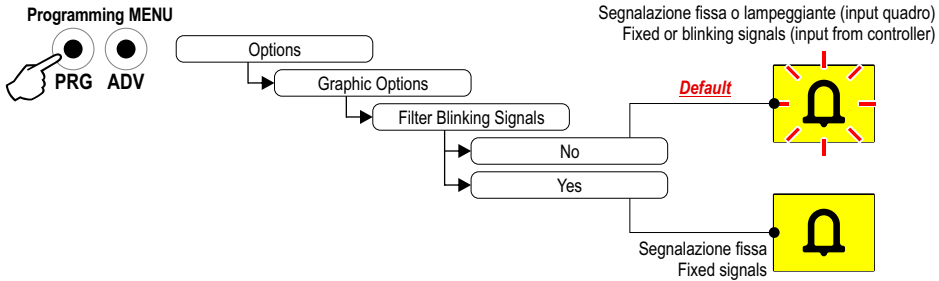 Programming MENU
PRG ADV
Options
Graphic Options
Filter Blinking Signals
No
Yes
Default
Segnalazione fissa o lampeggiante (input quadro)
Fixed or blinking signals (input from controller)
Segnalazione fissa
Fixed signals